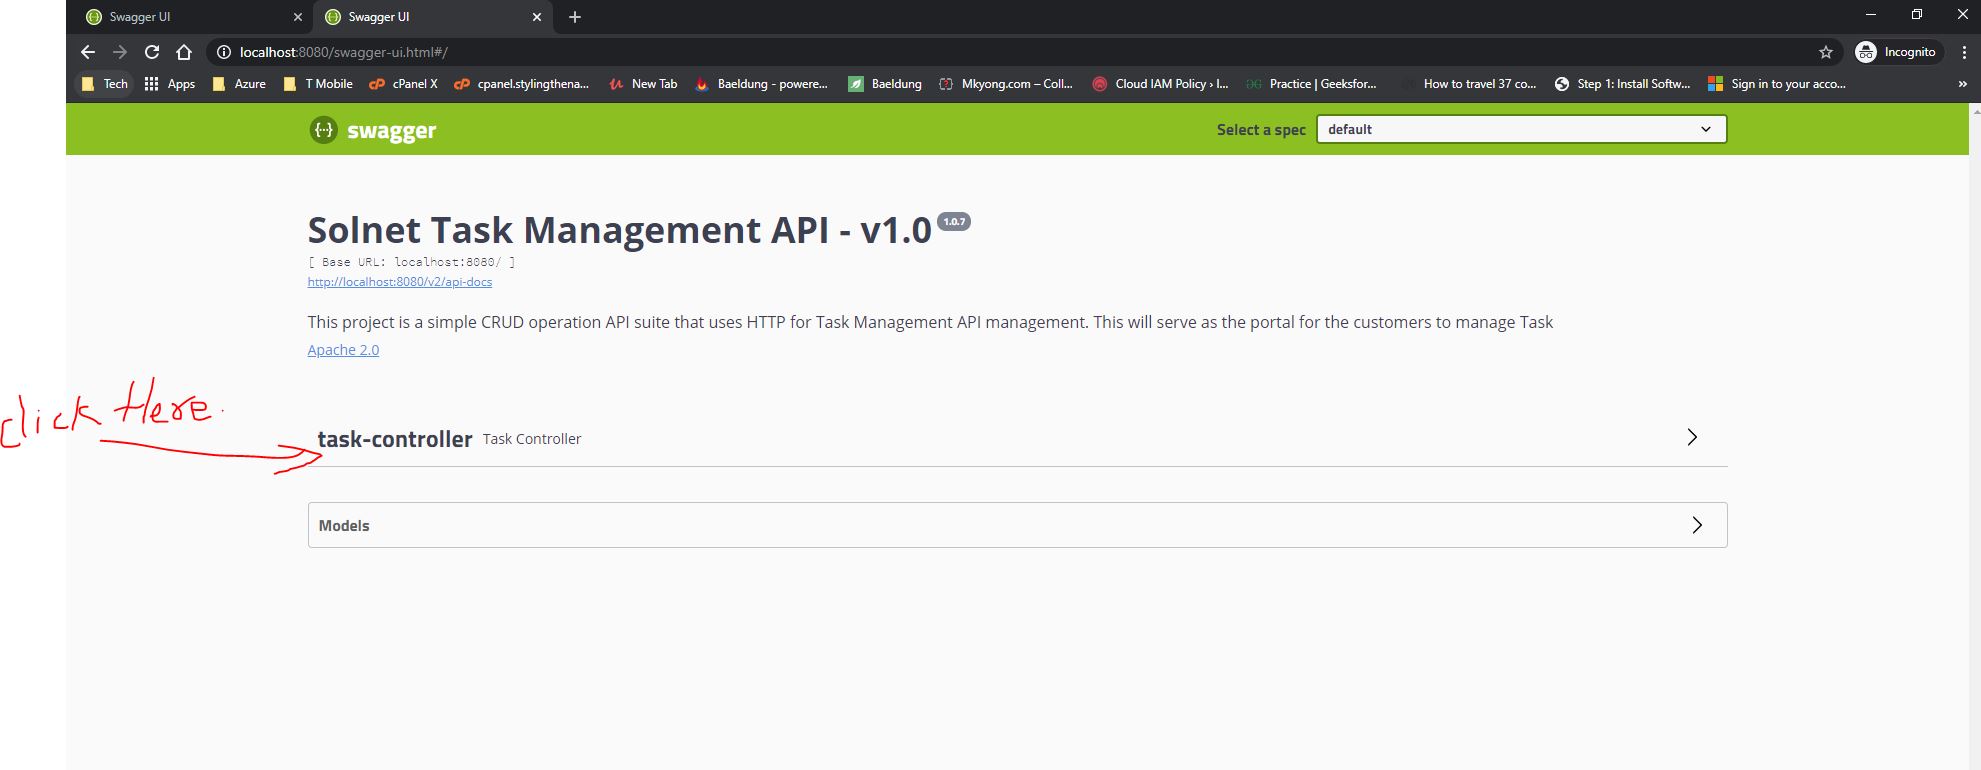 Swagger UI
Swagger UI
localhost:8080/swagger-ui.html#/
Incognito
Tech
Apps
Azure
T Mobile
cPanel X
cpanel.stylingthena...
New Tab
Baeldung - powere...
Baeldung
Mkyong.com – Coll...
Cloud IAM Policy › I...
Practice | Geeksfor...
How to travel 37 co...
Step 1: Install Softw...
Sign in to your acco...
swagger
Select a spec
default
Solnet Task Management API - v1.0 1.0.7
[ Base URL: localhost:8080/ ]
http://localhost:8080/v2/api-docs
This project is a simple CRUD operation API suite that uses HTTP for Task Management API management. This will serve as the portal for the customers to manage Task
Apache 2.0
Click Here.
task-controller Task Controller
Models